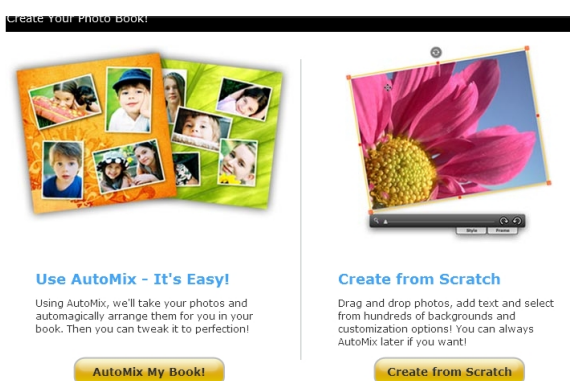 Create Your Photo Book!
Style Frame
Use AutoMix - It's Easy!
Using AutoMix, we'll take your photos and
automagically arrange them for you in your
book. Then you can tweak it to perfection!
AutoMix My Book!
Create from Scratch
Drag and drop photos, add text and select
from hundreds of backgrounds and
customization options! You can always
AutoMix later if you want!
Create from Scratch